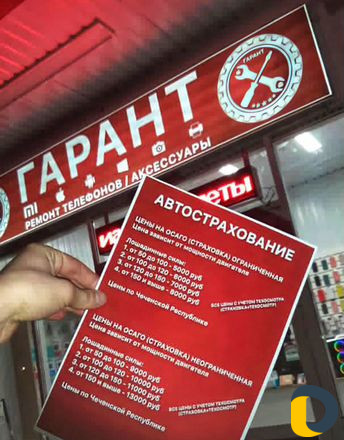 ГАРАНТ
ГАРАНТ
РЕМОНТ ТЕЛЕФОНОВ / АКСЕССУАРЫ
АВТОСТРАХОВАНИЕ
ЦЕНЫ НА ОСАГО (СТРАХОВКА) ОГРАНИЧЕННАЯ
Цена зависит от мощности двигателя
Лошадинные силы:
1. от 50 до 100 - 5000 руб
2. от 100 до 120 - 8000 руб
3. от 120 до 150 - 7000 руб
4. от 150 и выше - 8000 руб
ВСЕ ЦЕНЫ С УЧЕТОМ ТЕХОСМОТРА
(СТРАХОВКА+ТЕХОСМОТР)
Цены по Чеченской Республике
ЦЕНЫ НА ОСАГО (СТРАХОВКА) НЕОГРАНИЧЕННАЯ
Цена зависит от мощности двигателя
Лошадинные силы:
1. от 50 до 100 - 8000 руб
2. от 100 до 120 - 10000 руб
3. от 120 до 150 - 11000 руб
4. от 150 и выше - 13000 руб
ВСЕ ЦЕНЫ С УЧЕТОМ ТЕХОСМОТРА
(СТРАХОВКА+ТЕХОСМОТР)
Цены по Чеченской Республике